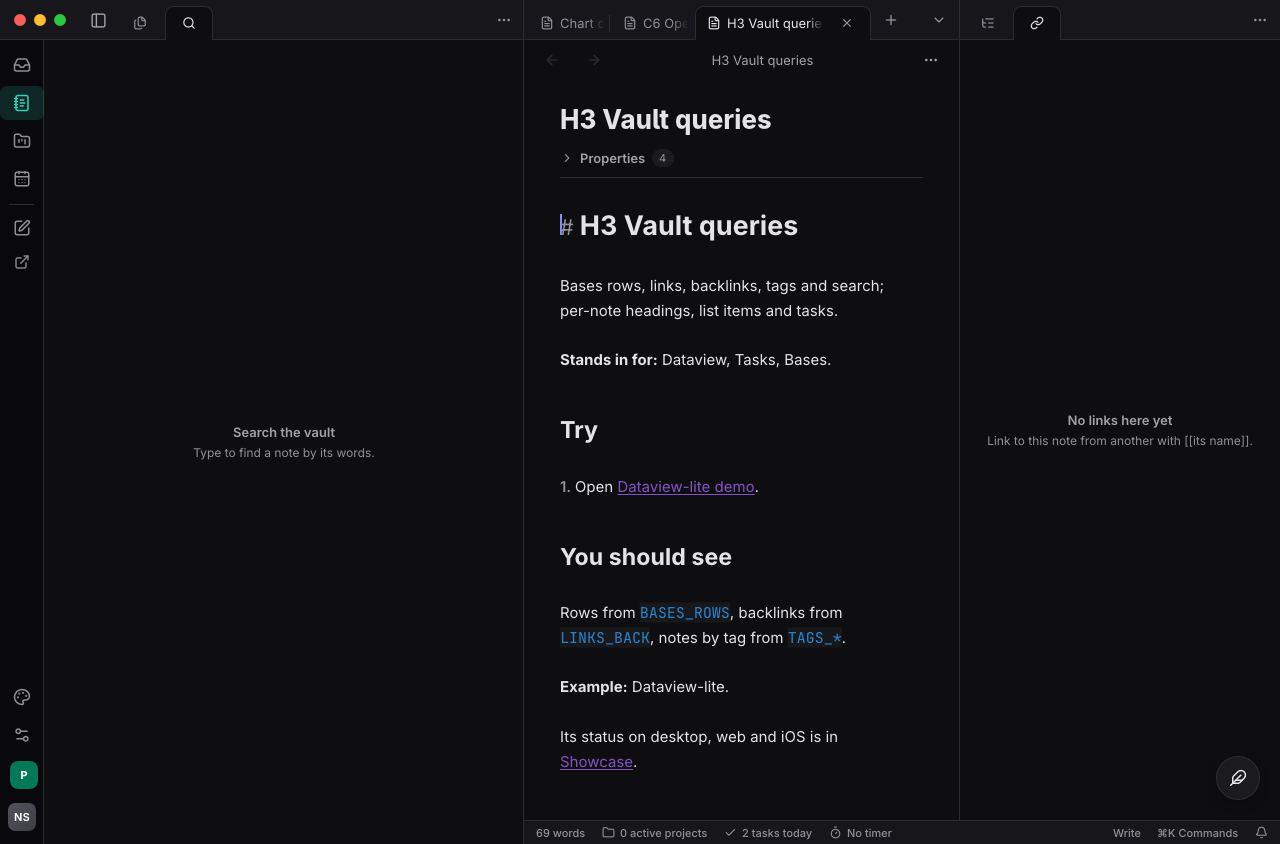 Chart
C6 Ope
H3 Vault querie
H3 Vault queries
H3 Vault queries
Properties 4
# H3 Vault queries
Bases rows, links, backlinks, tags and search;
per-note headings, list items and tasks.
Stands in for: Dataview, Tasks, Bases.
Try
1. Open Dataview-lite demo.
You should see
Rows from BASES_ROWS, backlinks from
LINKS_BACK, notes by tag from TAGS_*.
Example: Dataview-lite.
Its status on desktop, web and iOS is in
Showcase.
Search the vault
Type to find a note by its words.
No links here yet
Link to this note from another with [[its name]].
P
NS
69 words
0 active projects
2 tasks today
No timer
Write
⌘K Commands